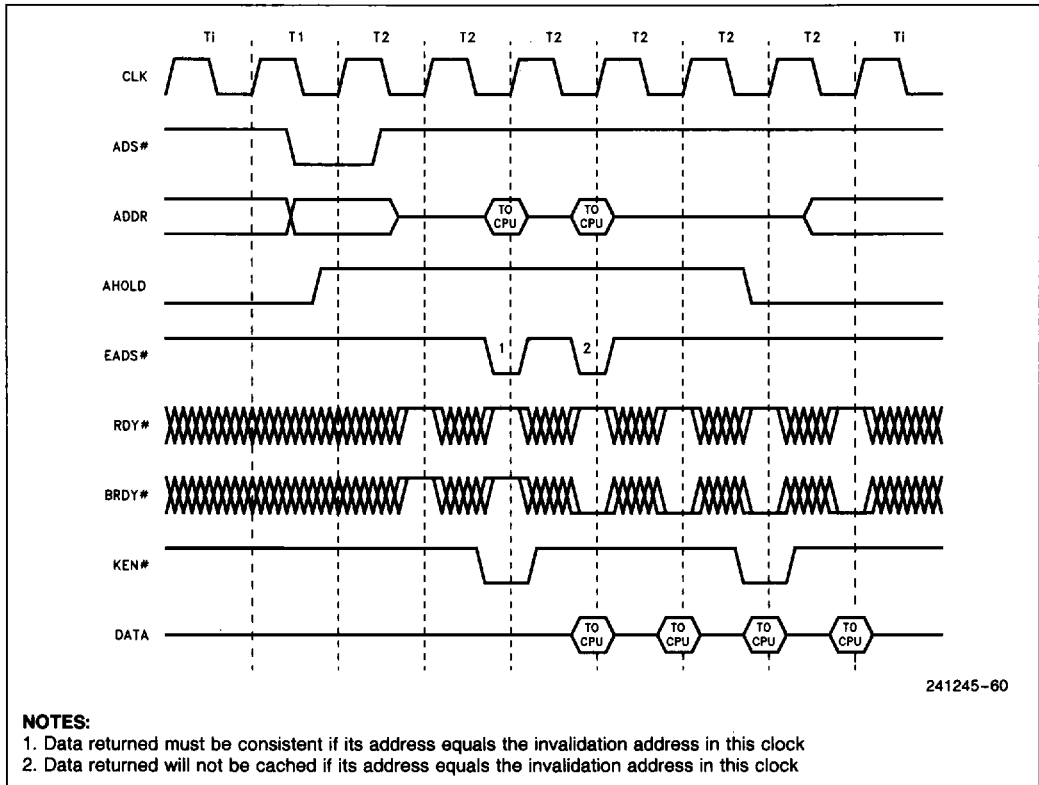 Ti T1 T2 T2 T2 T2 T2 T2 Ti
CLK
ADS#
ADDR
TO CPU
TO CPU
AHOLD
EADS#
1 2
RDY#
BRDY#
KEN#
DATA
TO CPU
TO CPU
TO CPU
TO CPU
241245-60
NOTES:
1. Data returned must be consistent if its address equals the invalidation address in this clock
2. Data returned will not be cached if its address equals the invalidation address in this clock